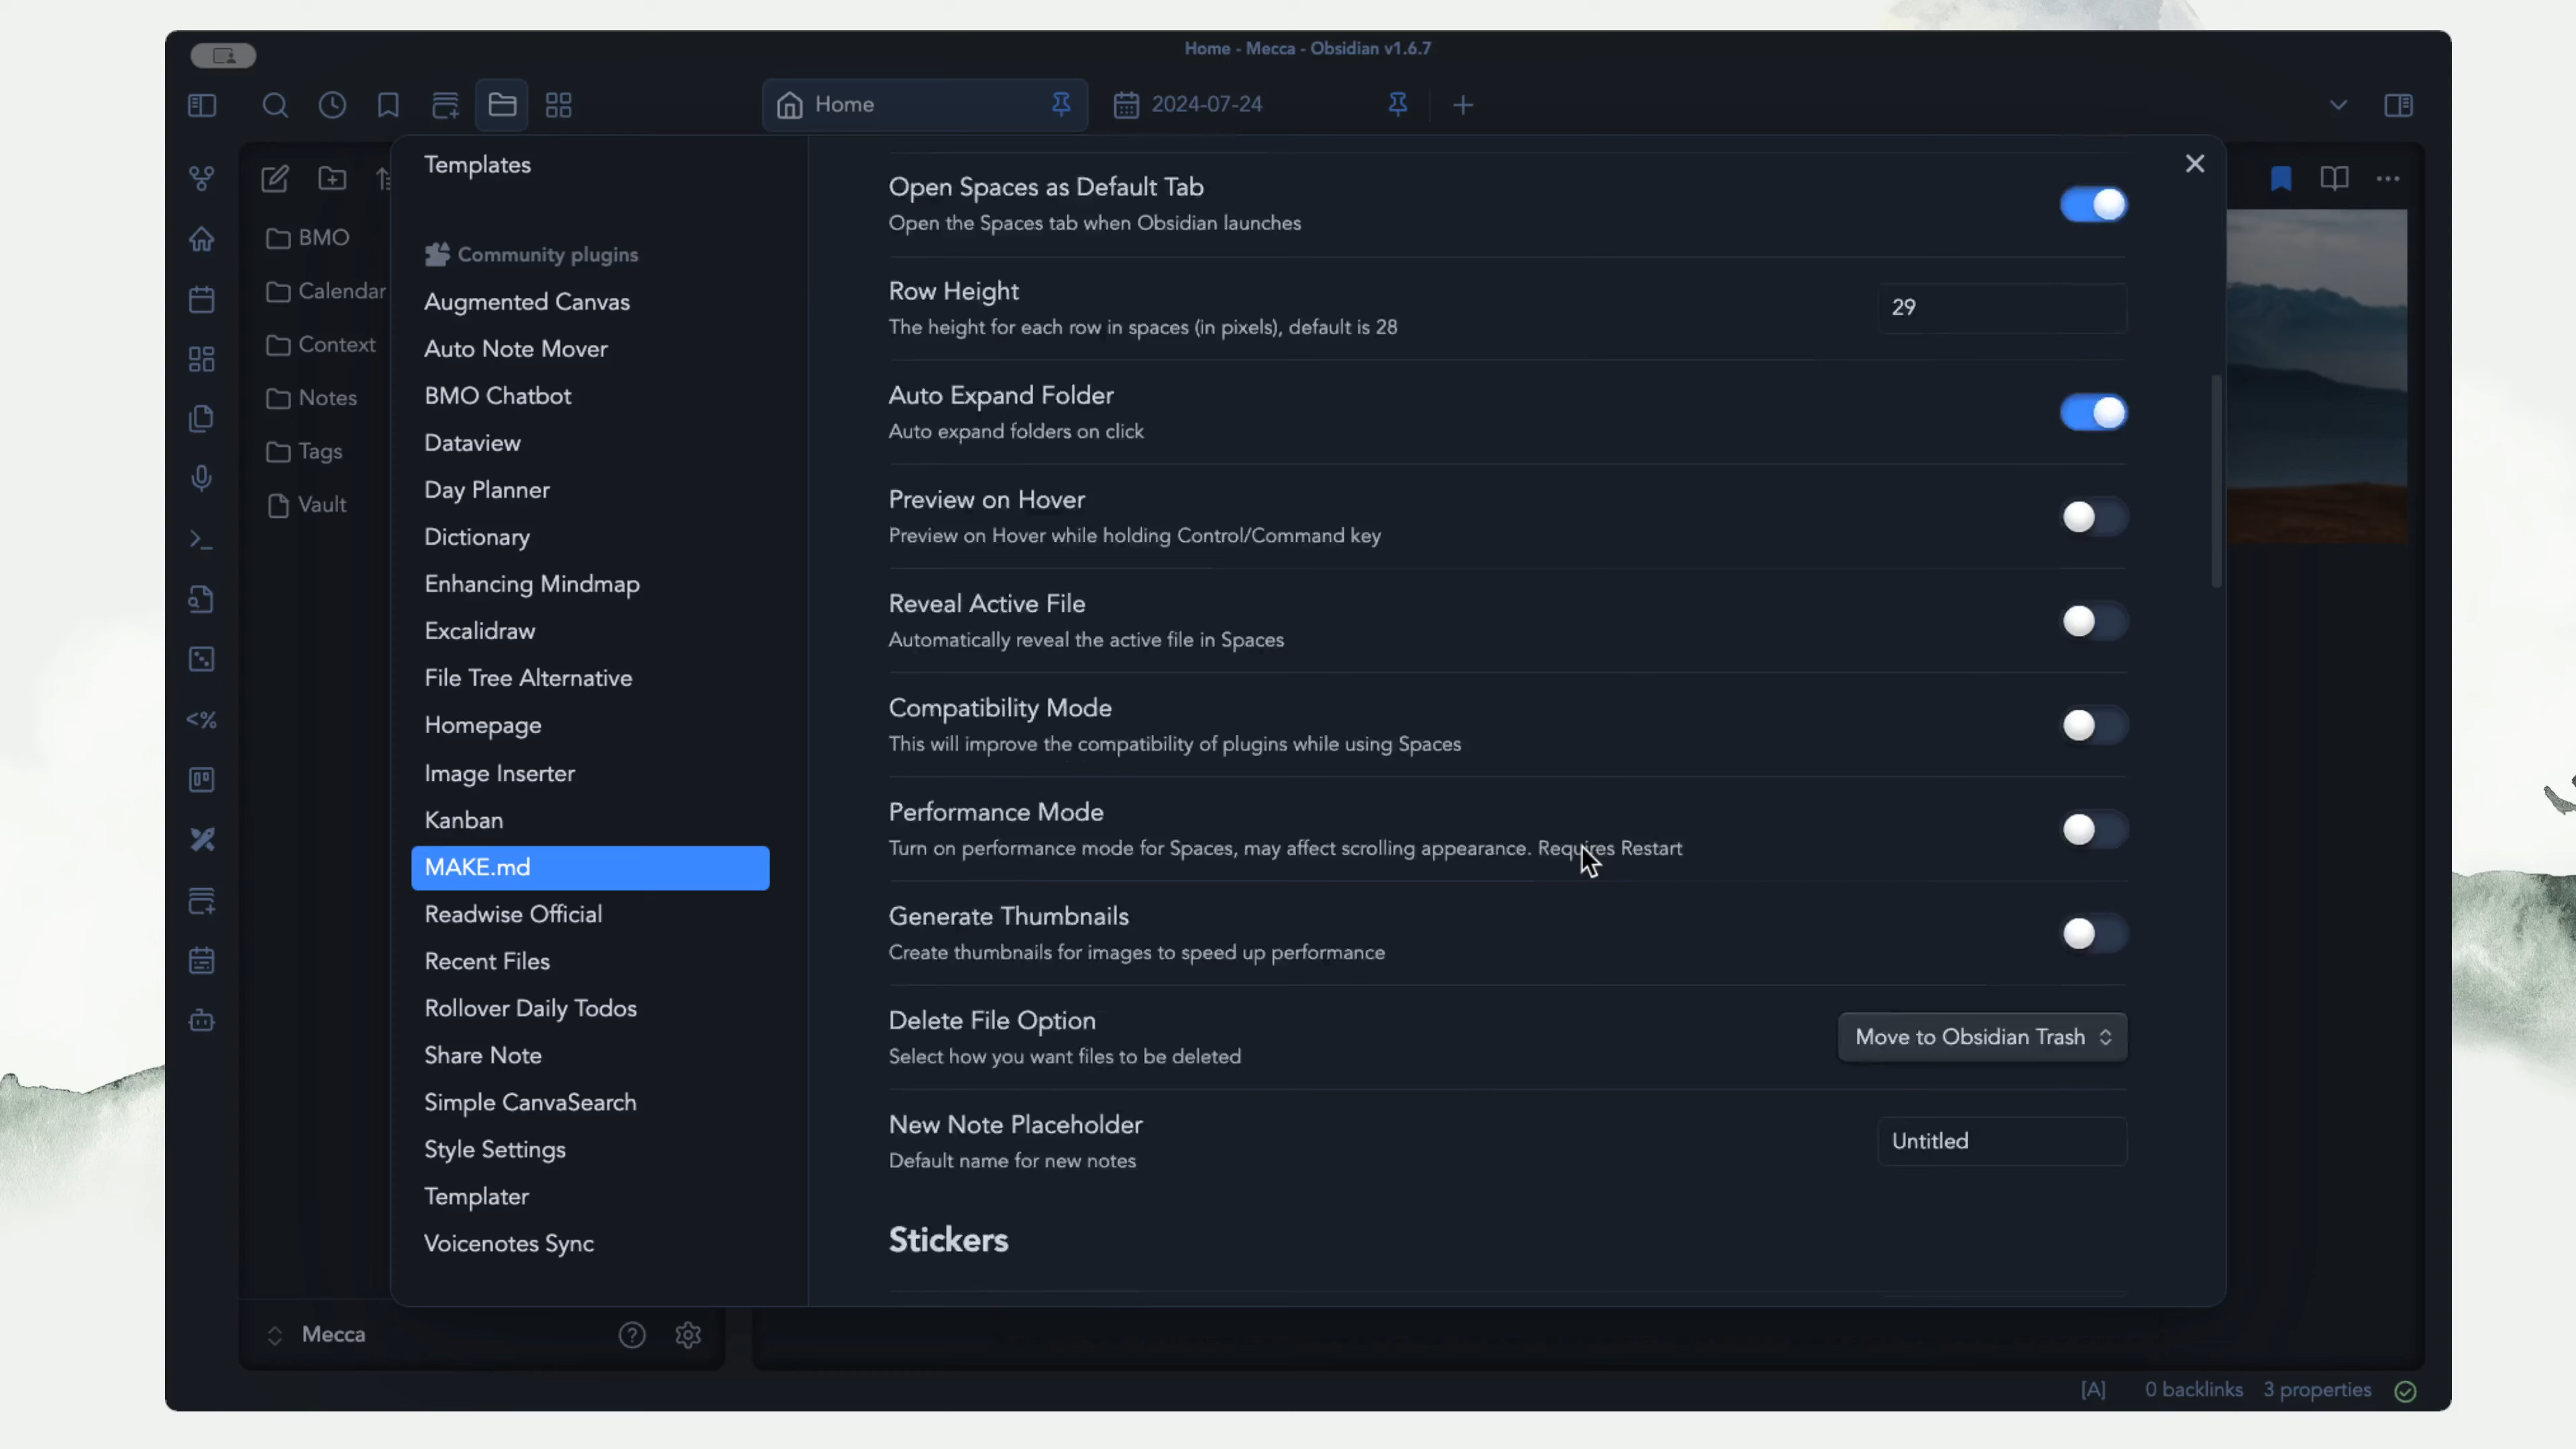 Home - Mecca - Obsidian v1.6.7
Home
2024-07-24
BMO
Calendar
Context
Notes
Tags
Vault
Templates
Community plugins
Augmented Canvas
Auto Note Mover
BMO Chatbot
Dataview
Day Planner
Dictionary
Enhancing Mindmap
Excalidraw
File Tree Alternative
Homepage
Image Inserter
Kanban
MAKE.md
Readwise Official
Recent Files
Rollover Daily Todos
Share Note
Simple CanvaSearch
Style Settings
Templater
Voicenotes Sync
Open Spaces as Default Tab
Open the Spaces tab when Obsidian launches
Row Height
29
The height for each row in spaces (in pixels), default is 28
Auto Expand Folder
Auto expand folders on click
Preview on Hover
Preview on Hover while holding Control/Command key
Reveal Active File
Automatically reveal the active file in Spaces
Compatibility Mode
This will improve the compatibility of plugins while using Spaces
Performance Mode
Turn on performance mode for Spaces, may affect scrolling appearance. Requires Restart
Generate Thumbnails
Create thumbnails for images to speed up performance
Delete File Option
Move to Obsidian Trash
Select how you want files to be deleted
New Note Placeholder
Untitled
Default name for new notes
Stickers
Mecca
[A] 0 backlinks 3 properties